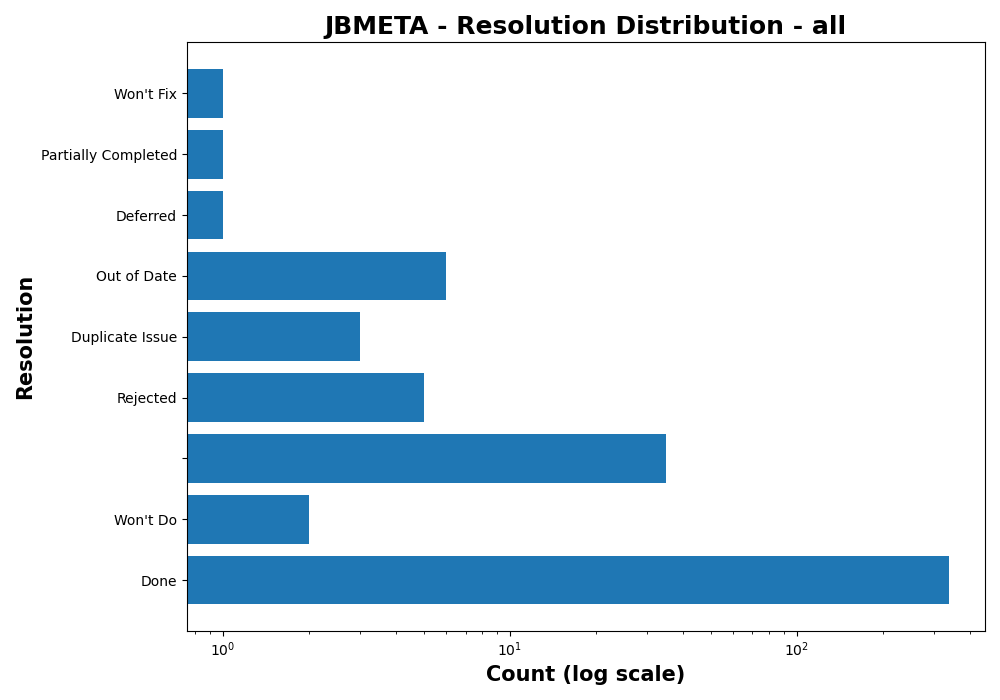 JBMETA - Resolution Distribution - all
Won't Fix
Partially Completed
Deferred
Out of Date
Duplicate Issue
Rejected
Won't Do
Done
Resolution
10⁰ 10¹ 10²
Count (log scale)